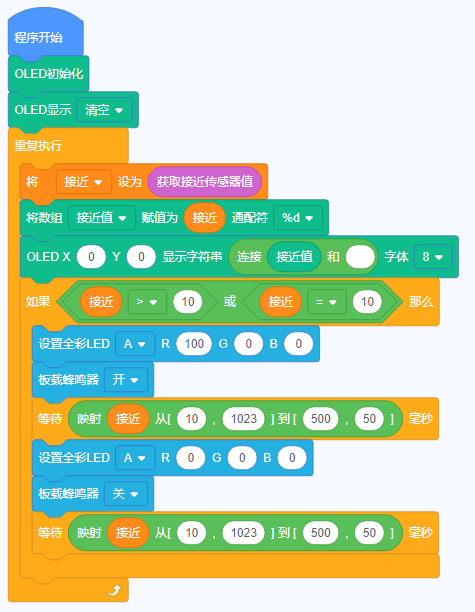 程序开始
OLED初始化
OLED显示 清空
重复执行
将 接近 设为 获取接近传感器值
将数组 接近值 赋值为 接近 通配符 %d
OLED X 0 Y 0 显示字符串 连接 接近值 和 字体 8
如果 接近 > 10 或 接近 = 10 那么
设置全彩LED A R 100 G 0 B 0
板载蜂鸣器 开
等待 映射 接近 从[ 10 , 1023 ] 到 [ 500 , 50 ] 毫秒
设置全彩LED A R 0 G 0 B 0
板载蜂鸣器 关
等待 映射 接近 从[ 10 , 1023 ] 到 [ 500 , 50 ] 毫秒